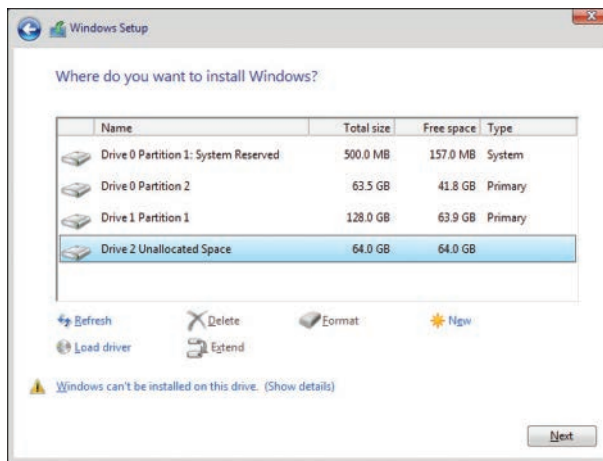 Windows Setup
Where do you want to install Windows?
Name Total size Free space Type
Drive 0 Partition 1: System Reserved 500.0 MB 157.0 MB System
Drive 0 Partition 2 63.5 GB 41.8 GB Primary
Drive 1 Partition 1 128.0 GB 63.9 GB Primary
Drive 2 Unallocated Space 64.0 GB 64.0 GB
Refresh Delete Format New
Load driver Extend
Windows can't be installed on this drive. (Show details)
Next